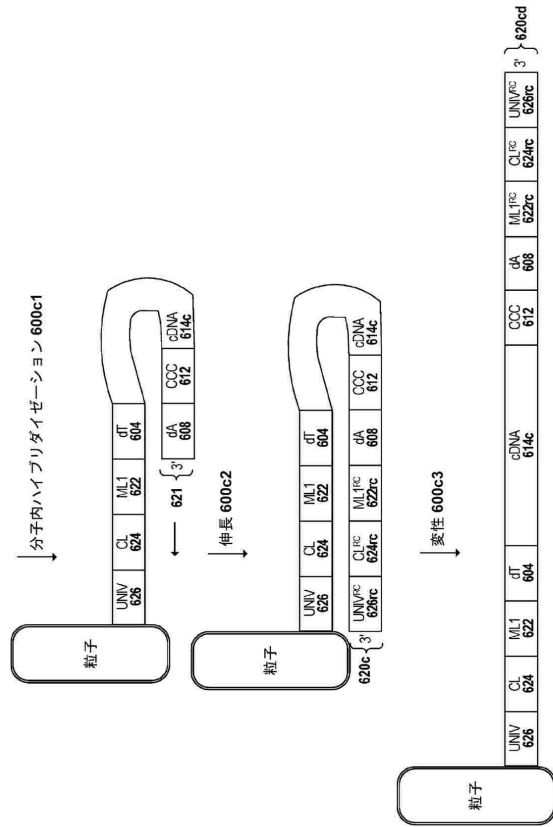 分子内ハイブリダイゼーション 600c1
粒子
UNIV 626
CL 624
ML1 622
dT 604
dA 608
CCC 612
cDNA 614c
3'
621
伸長 600c2
粒子
UNIV 626
CL 624
ML1 622
dT 604
UNIVRC 626rc
CLRC 624rc
ML1RC 622rc
dA 608
CCC 612
cDNA 614c
3'
620c
変性 600c3
粒子
UNIV 626
CL 624
ML1 622
dT 604
cDNA 614c
CCC 612
dA 608
ML1RC 622rc
CLRC 624rc
UNIVRC 626rc
3'
620cd